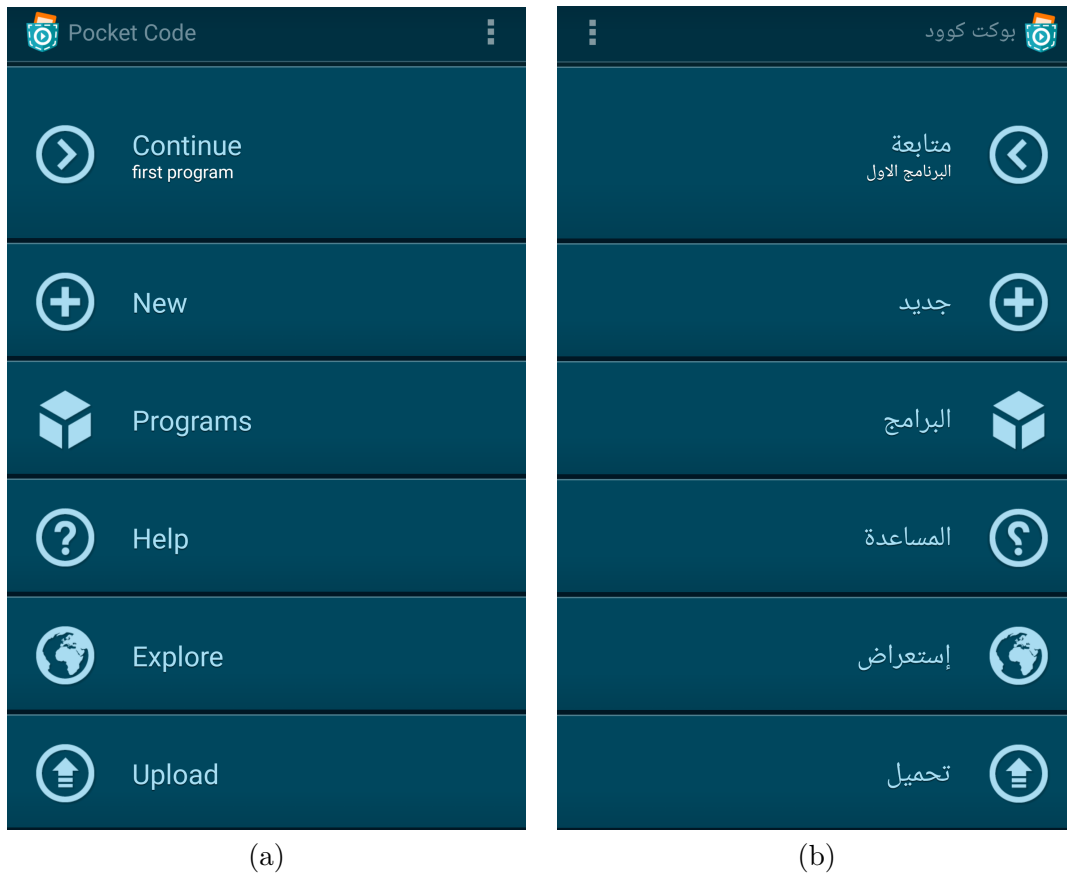 Pocket Code
Continue
first program
New
Programs
Help
Explore
Upload
(a)
بوكت كوود
متابعة
البرنامج الاول
جديد
البرامج
المساعدة
إستعراض
تحميل
(b)